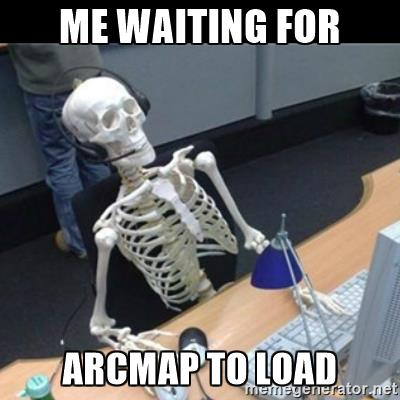 ME WAITING FOR
ARCMAP TO LOAD
memegenerator.net